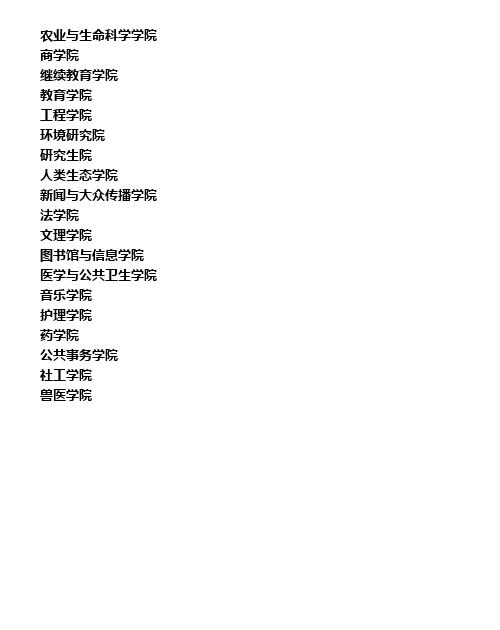 农业与生命科学学院
商学院
继续教育学院
教育学院
工程学院
环境研究院
研究生院
人类生态学院
新闻与大众传播学院
法学院
文理学院
图书馆与信息学院
医学与公共卫生学院
音乐学院
护理学院
药学院
公共事务学院
社工学院
兽医学院